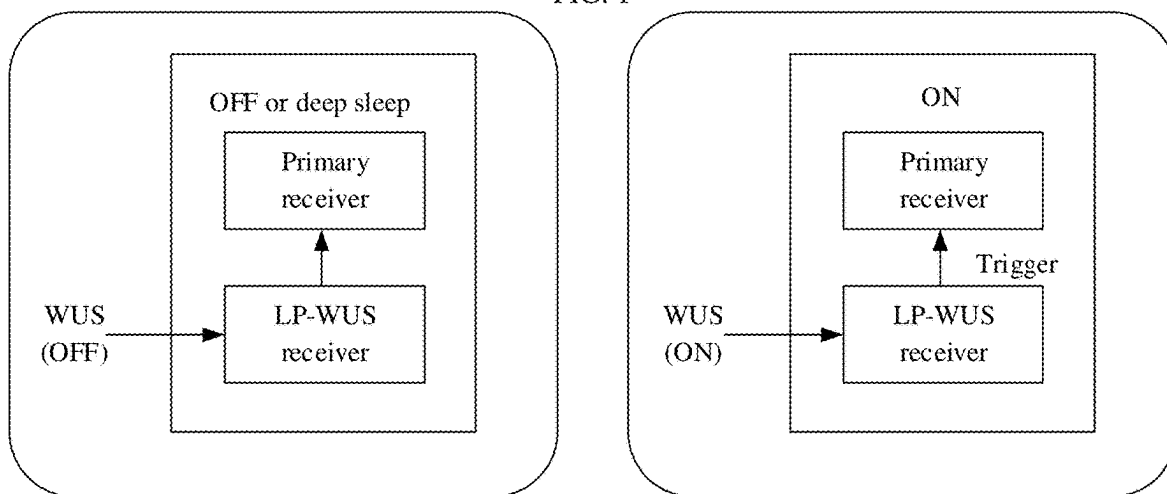 OFF or deep sleep
Primary
receiver
WUS
(OFF)
LP-WUS
receiver
ON
Primary
receiver
Trigger
WUS
(ON)
LP-WUS
receiver